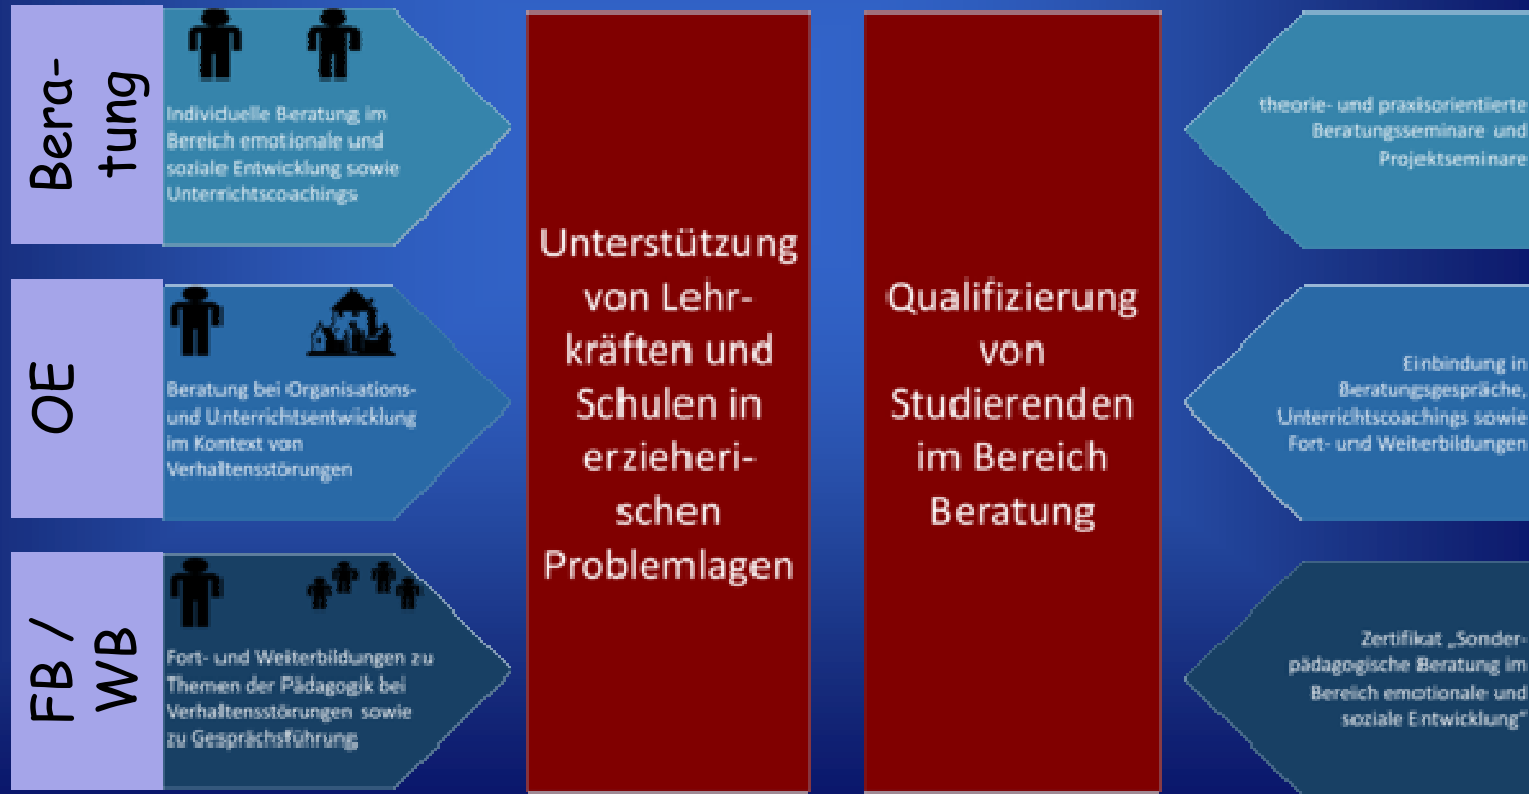 Bera-
tung
Individuelle Beratung im
Bereich emotionale und
soziale Entwicklung sowie
Unterrichtscoachings
OE
Beratung bei Organisations-
und Unterrichtsentwicklung
im Kontext von
Verhaltensstörungen
FB /
WB
Fort- und Weiterbildungen zu
Themen der Pädagogik bei
Verhaltensstörungen sowie
zu Gesprächsführung
Unterstützung
von Lehr-
kräften und
Schulen in
erzieheri-
schen
Problemlagen
Qualifizierung
von
Studierenden
im Bereich
Beratung
theorie- und praxisorientierte
Beratungsseminare und
Projektseminare
Einbindung in
Beratungsgespräche,
Unterrichtscoachings sowie
Fort- und Weiterbildungen
Zertifikat „Sonder-
pädagogische Beratung im
Bereich emotionale und
soziale Entwicklung"